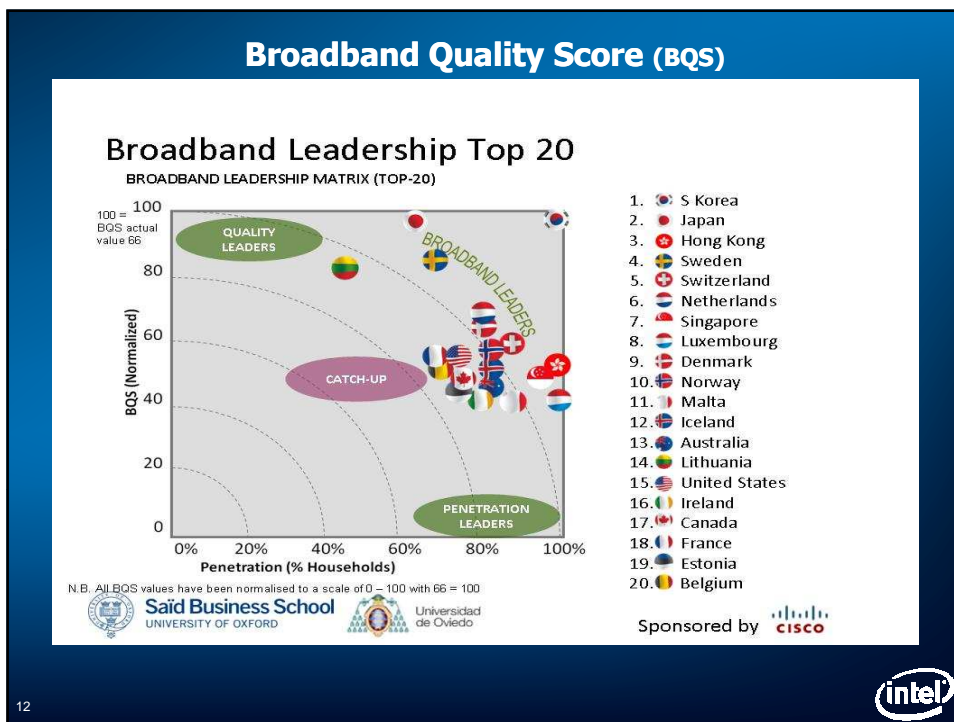 Broadband Quality Score (BQS)
Broadband Leadership Top 20
BROADBAND LEADERSHIP MATRIX (TOP-20)
100 =
BQS actual
value 66
100
80
60
40
20
0
BQS (Normalized)
QUALITY
LEADERS
BROADBAND LEADERS
CATCH-UP
PENETRATION
LEADERS
0% 20% 40% 60% 80% 100%
Penetration (% Households)
N.B. All BQS values have been normalised to a scale of 0 – 100 with 66 = 100
1. S Korea
2. Japan
3. Hong Kong
4. Sweden
5. Switzerland
6. Netherlands
7. Singapore
8. Luxembourg
9. Denmark
10. Norway
11. Malta
12. Iceland
13. Australia
14. Lithuania
15. United States
16. Ireland
17. Canada
18. France
19. Estonia
20. Belgium
Saïd Business School
UNIVERSITY OF OXFORD
Universidad
de Oviedo
Sponsored by
CISCO
12
intel